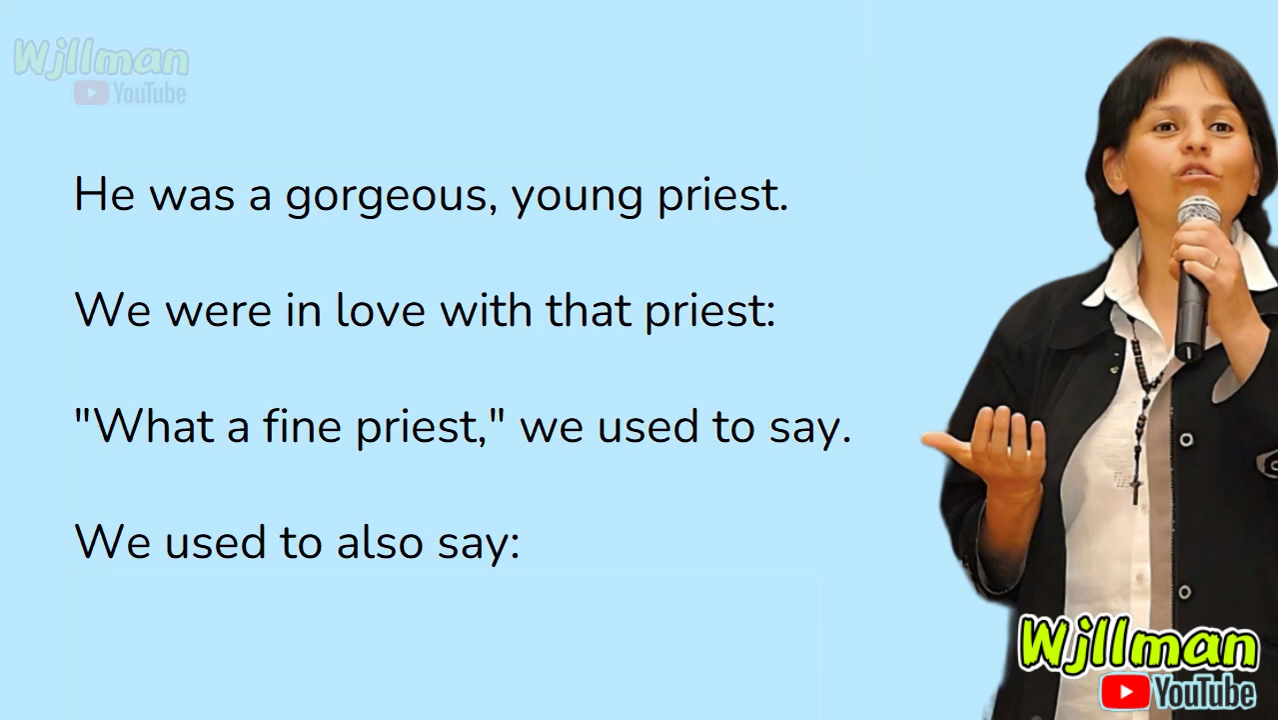 Wjllman
YouTube
He was a gorgeous, young priest.
We were in love with that priest:
"What a fine priest," we used to say.
We used to also say:
Wjllman
YouTube